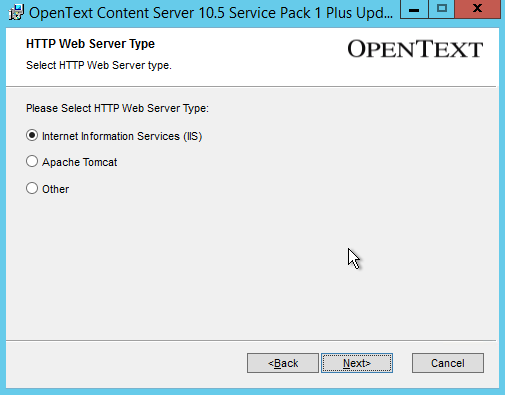 OpenText Content Server 10.5 Service Pack 1 Plus Upd...
HTTP Web Server Type
Select HTTP Web Server type.
OPENTEXT
Please Select HTTP Web Server Type:
Internet Information Services (IIS)
Apache Tomcat
Other
<Back
Next>
Cancel